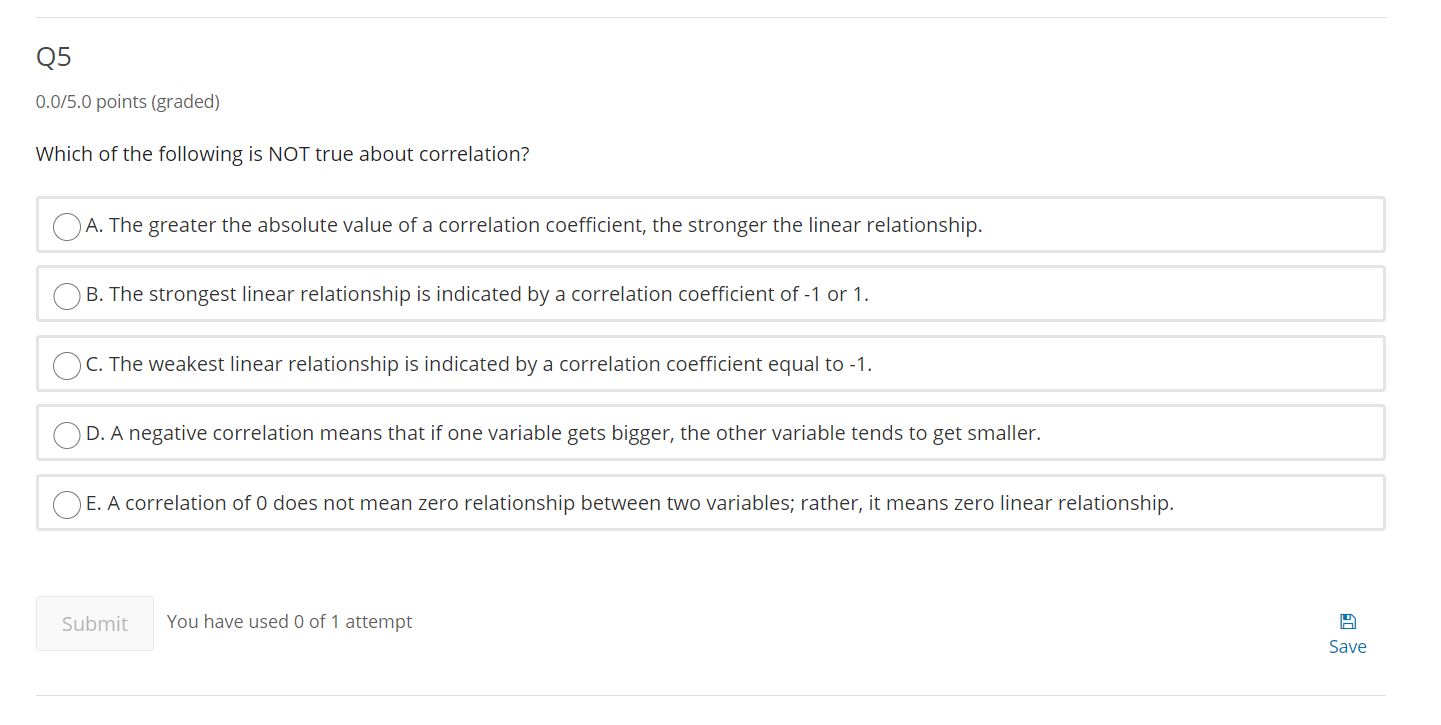 Q5
0.0/5.0 points (graded)
Which of the following is NOT true about correlation?
A. The greater the absolute value of a correlation coefficient, the stronger the linear relationship.
B. The strongest linear relationship is indicated by a correlation coefficient of -1 or 1.
C. The weakest linear relationship is indicated by a correlation coefficient equal to -1.
D. A negative correlation means that if one variable gets bigger, the other variable tends to get smaller.
E. A correlation of 0 does not mean zero relationship between two variables; rather, it means zero linear relationship.
Submit You have used 0 of 1 attempt
Save